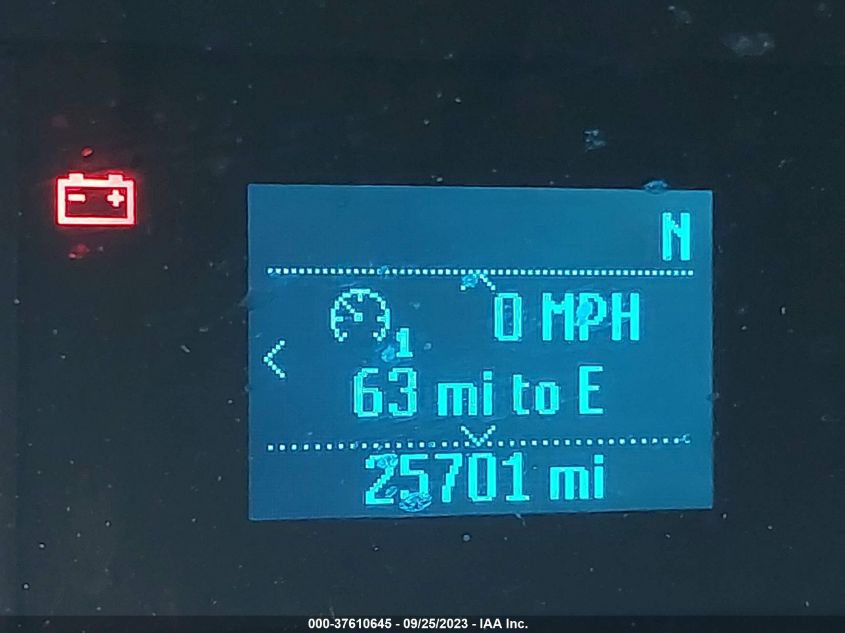 N
0 MPH
1
63 mi to E
25701 mi
000-37610645 - 09/25/2023 - IAA Inc.